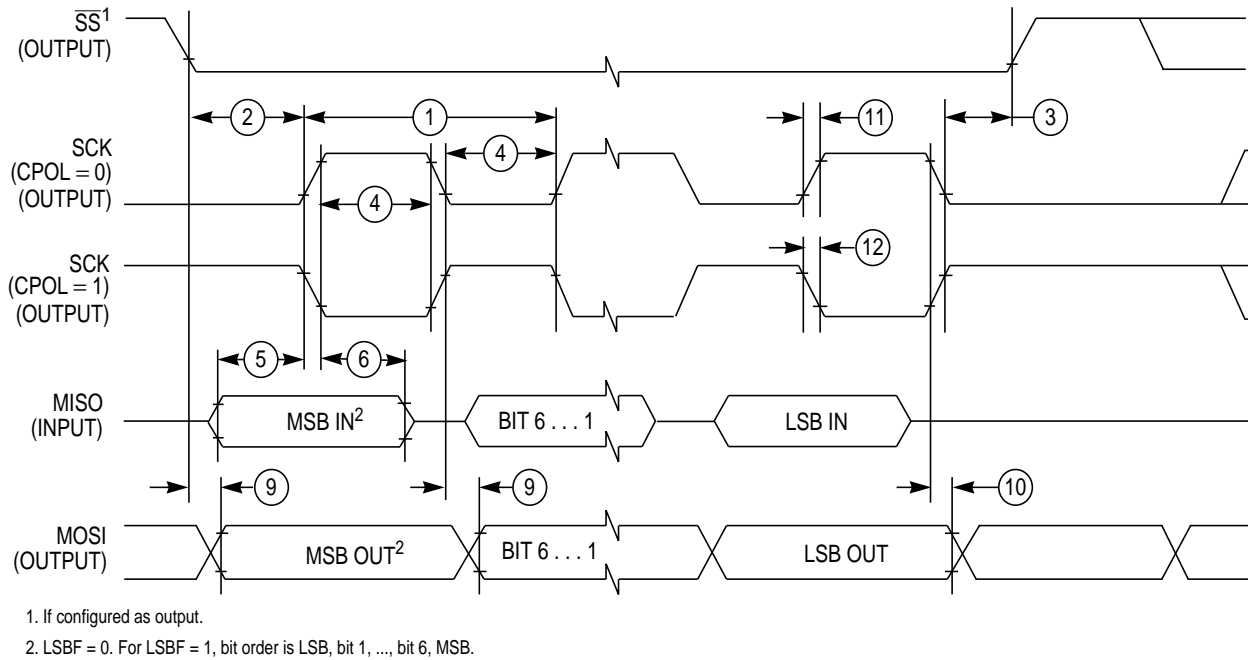 SS¹
(OUTPUT)
2
1
11
3
SCK
(CPOL = 0)
(OUTPUT)
4
4
12
SCK
(CPOL = 1)
(OUTPUT)
5
6
MISO
(INPUT)
MSB IN²
BIT 6 . . . 1
LSB IN
9
9
10
MOSI
(OUTPUT)
MSB OUT²
BIT 6 . . . 1
LSB OUT
1. If configured as output.
2. LSBF = 0. For LSBF = 1, bit order is LSB, bit 1, ..., bit 6, MSB.